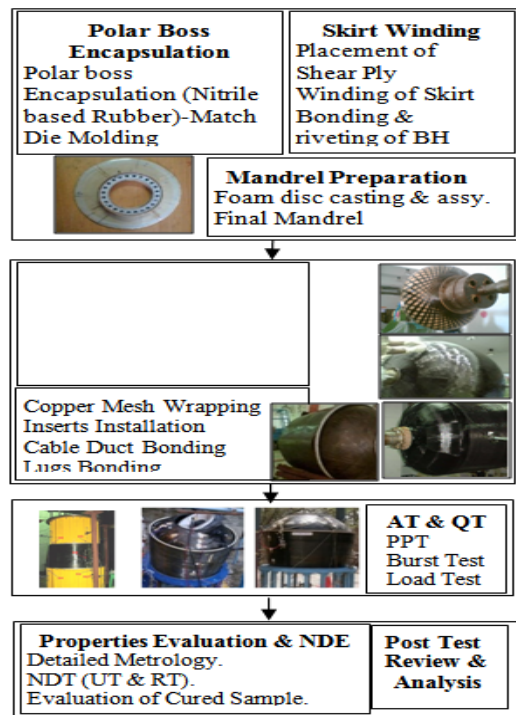 Polar Boss
Encapsulation
Polar boss
Encapsulation (Nitrile
based Rubber)-Match
Die Molding
Skirt Winding
Placement of
Shear Ply
Winding of Skirt
Bonding &
riveting of BH
Mandrel Preparation
Foam disc casting & assy.
Final Mandrel
Copper Mesh Wrapping
Inserts Installation
Cable Duct Bonding
Lugs Bonding
AT & QT
PPT
Burst Test
Load Test
Properties Evaluation & NDE
Detailed Metrology.
NDT (UT & RT).
Evaluation of Cured Sample.
Post Test
Review &
Analysis